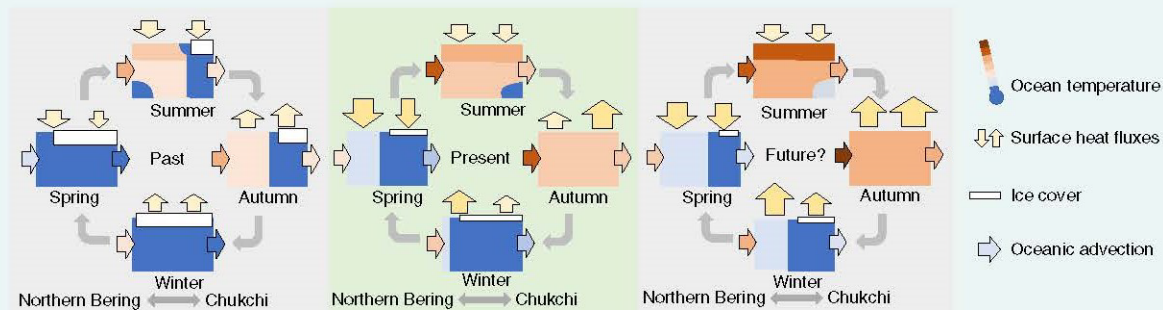 Summer
Spring
Past
Autumn
Winter
Northern Bering
Chukchi
Summer
Spring
Present
Autumn
Winter
Northern Bering
Chukchi
Summer
Spring
Future?
Autumn
Winter
Northern Bering
Chukchi
Ocean temperature
Surface heat fluxes
Ice cover
Oceanic advection